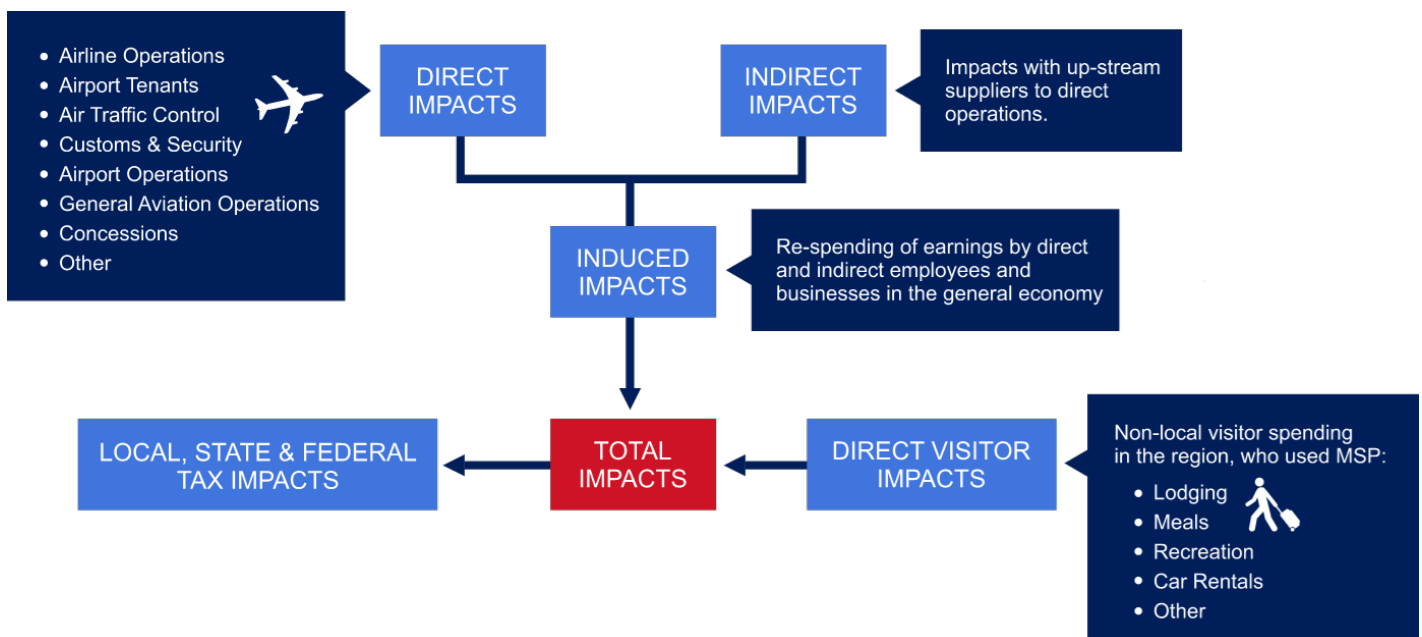 • Airline Operations
• Airport Tenants
• Air Traffic Control
• Customs & Security
• Airport Operations
• General Aviation Operations
• Concessions
• Other
DIRECT
IMPACTS
INDIRECT
IMPACTS
Impacts with up-stream
suppliers to direct
operations.
INDUCED
IMPACTS
Re-spending of earnings by direct
and indirect employees and
businesses in the general economy
LOCAL, STATE & FEDERAL
TAX IMPACTS
TOTAL
IMPACTS
DIRECT VISITOR
IMPACTS
Non-local visitor spending
in the region, who used MSP:
• Lodging
• Meals
• Recreation
• Car Rentals
• Other